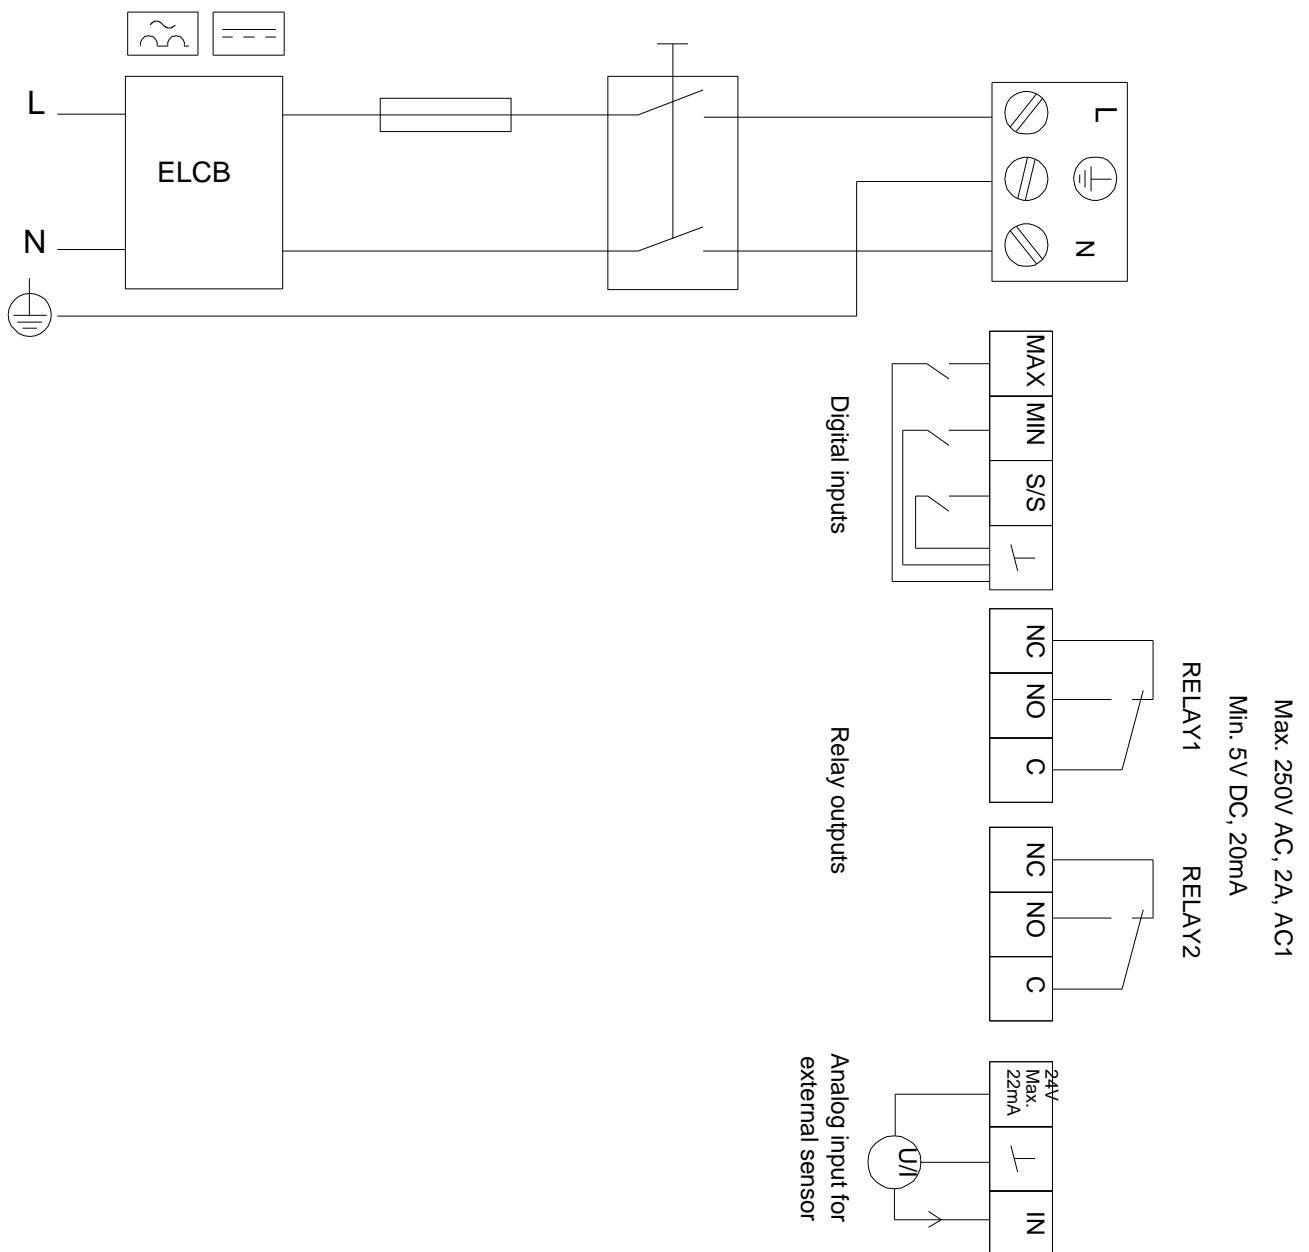 L
ELCB
N
L
N
MAX
MIN
S/S
Digital inputs
NC
NO
C
RELAY1
Max. 250V AC, 2A, AC1
Min. 5V DC, 20mA
Relay outputs
NC
NO
C
RELAY2
24V
Max.
22mA
IN
U/I
Analog input for
external sensor